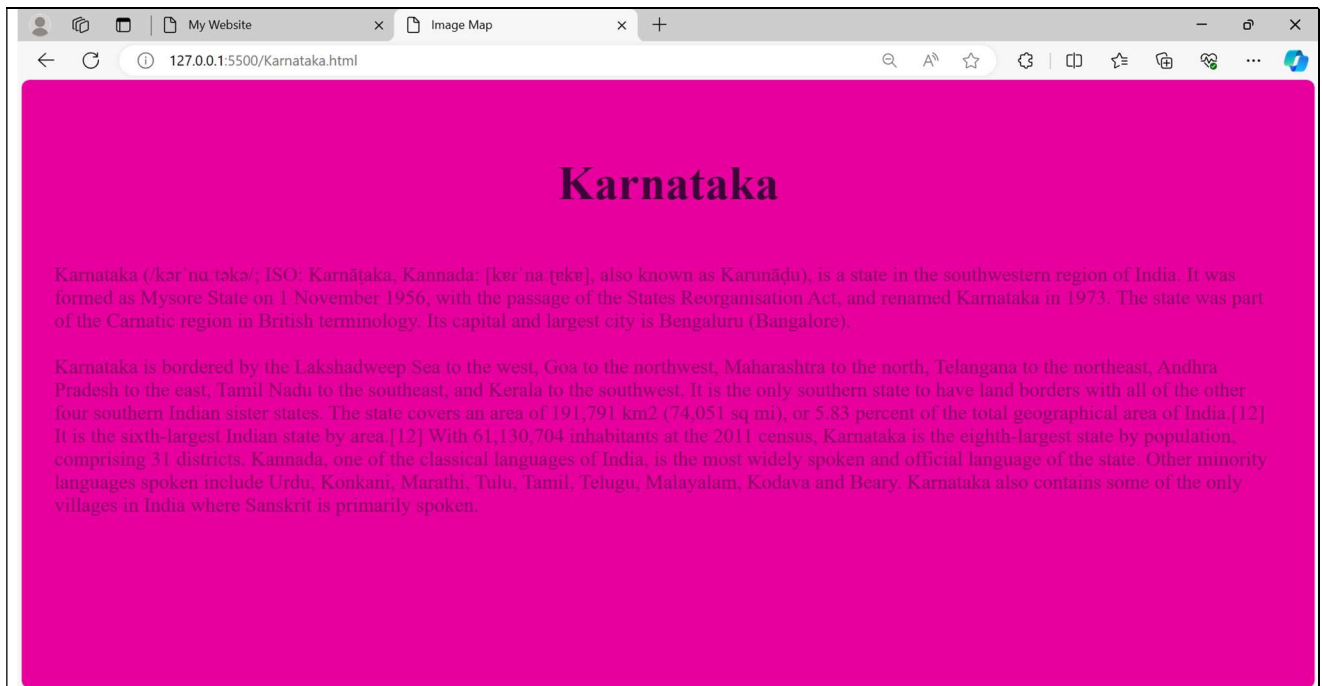 My Website
Image Map
127.0.0.1:5500/Karnataka.html
Karnataka
Karnataka (/kərˈnɑːtəkə/; ISO: Karnāṭaka, Kannada: [kɐrˈnaːʈɐkɐ], also known as Karunāḍu), is a state in the southwestern region of India. It was
formed as Mysore State on 1 November 1956, with the passage of the States Reorganisation Act, and renamed Karnataka in 1973. The state was part
of the Carnatic region in British terminology. Its capital and largest city is Bengaluru (Bangalore).
Karnataka is bordered by the Lakshadweep Sea to the west, Goa to the northwest, Maharashtra to the north, Telangana to the northeast, Andhra
Pradesh to the east, Tamil Nadu to the southeast, and Kerala to the southwest. It is the only southern state to have land borders with all of the other
four southern Indian sister states. The state covers an area of 191,791 km2 (74,051 sq mi), or 5.83 percent of the total geographical area of India.[12]
It is the sixth-largest Indian state by area.[12] With 61,130,704 inhabitants at the 2011 census, Karnataka is the eighth-largest state by population,
comprising 31 districts. Kannada, one of the classical languages of India, is the most widely spoken and official language of the state. Other minority
languages spoken include Urdu, Konkani, Marathi, Tulu, Tamil, Telugu, Malayalam, Kodava and Beary. Karnataka also contains some of the only
villages in India where Sanskrit is primarily spoken.